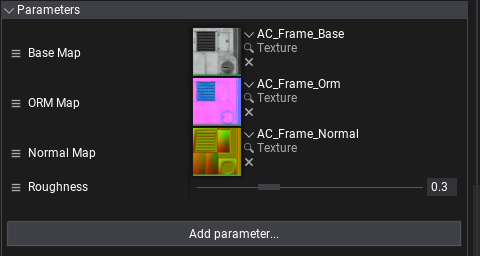 Parameters
Base Map
AC_Frame_Base
Texture
ORM Map
AC_Frame_Orm
Texture
Normal Map
AC_Frame_Normal
Texture
Roughness
0.3
Add parameter...